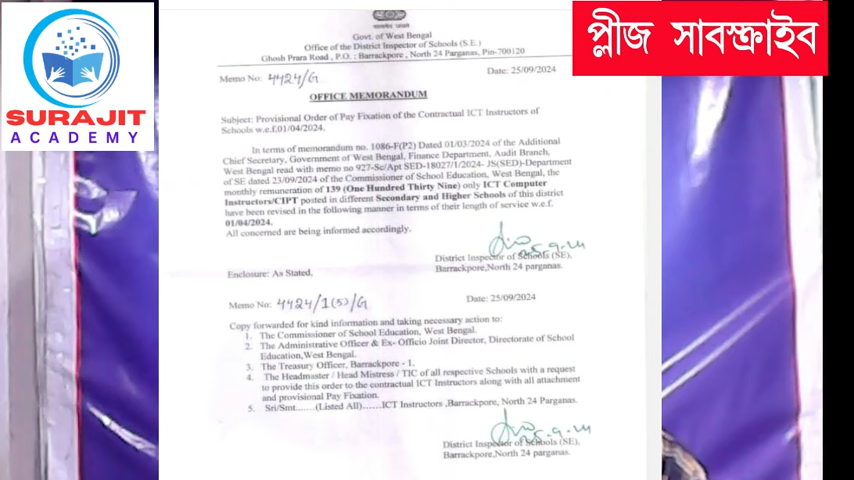 SURAJIT
ACADEMY
প্লীজ সাবস্ক্রাইব
Govt. of West Bengal
Office of the District Inspector of Schools (S.E.)
Ghosh Prara Road, P.O. : Barrackpore, North 24 Parganas, Pin-700120
Memo No: 4424/G
Date: 25/09/2024
OFFICE MEMORANDUM
Subject: Provisional Order of Pay Fixation of the Contractual ICT Instructors of
Schools w.e.f.01/04/2024.
In terms of memorandum no. 1086-F(P2) Dated 01/03/2024 of the Additional
Chief Secretary, Government of West Bengal, Finance Department, Audit Branch,
West Bengal read with memo no 927-Sc/Apt SED-18027/1/2024- JS(SED)-Department
of SE dated 23/09/2024 of the Commissioner of School Education, West Bengal, the
monthly remuneration of 139 (One Hundred Thirty Nine) only ICT Computer
Instructors/CIPT posted in different Secondary and Higher Schools of this district
have been revised in the following manner in terms of their length of service w.e.f.
01/04/2024.
All concerned are being informed accordingly.
25.9.24
District Inspector of Schools (SE),
Barrackpore,North 24 parganas.
Enclosure: As Stated.
Memo No: 4424/1(5)/G
Date: 25/09/2024
Copy forwarded for kind information and taking necessary action to:
1. The Commissioner of School Education, West Bengal.
2. The Administrative Officer & Ex- Officio Joint Director, Directorate of School
Education,West Bengal.
3. The Treasury Officer, Barrackpore - 1.
4. The Headmaster / Head Mistress / TIC of all respective Schools with a request
to provide this order to the contractual ICT Instructors along with all attachment
and provisional Pay Fixation.
5. Sri/Smt......(Listed All)......ICT Instructors ,Barrackpore, North 24 Parganas.
25.9.24
District Inspector of Schools (SE)
Barrackpore,North 24 parganas.